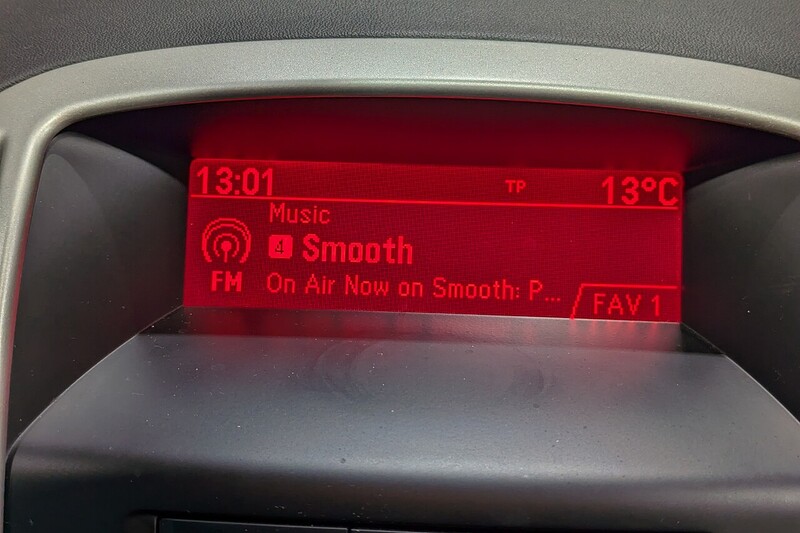 13:01 TP 13°C
Music
4 Smooth
FM On Air Now on Smooth: P...
FAV 1